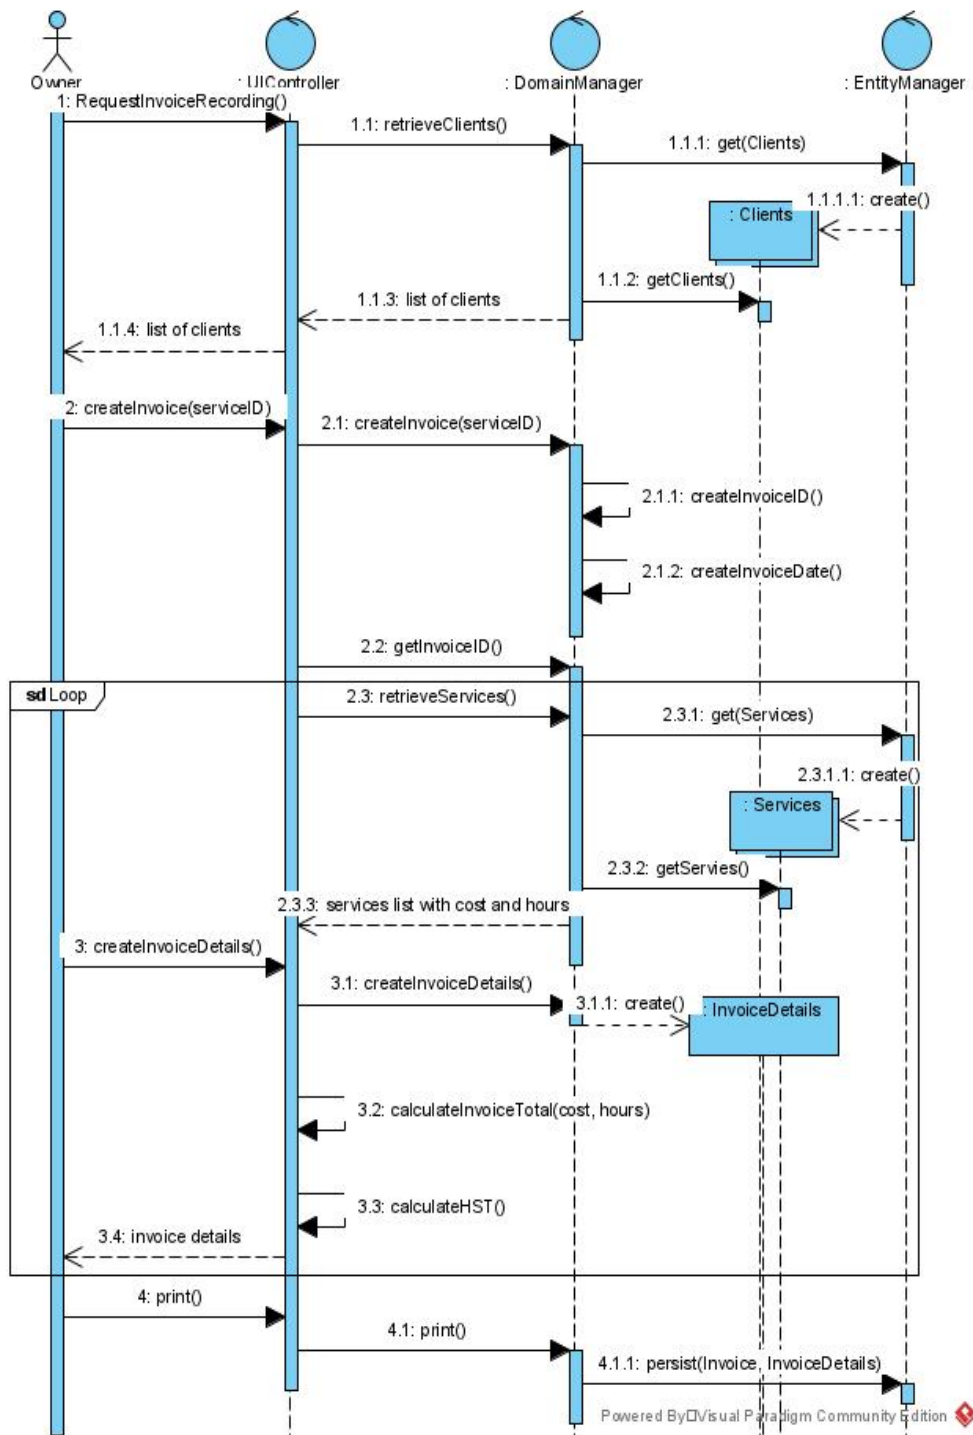 Owner
: UIController
: DomainManager
: EntityManager
1: RequestInvoiceRecording()
1.1: retrieveClients()
1.1.1: get(Clients)
1.1.1.1: create()
: Clients
1.1.2: getClients()
1.1.3: list of clients
1.1.4: list of clients
2: createInvoice(serviceID)
2.1: createInvoice(serviceID)
2.1.1: createInvoiceID()
2.1.2: createInvoiceDate()
2.2: getInvoiceID()
sd Loop
2.3: retrieveServices()
2.3.1: get(Services)
2.3.1.1: create()
: Services
2.3.2: getServies()
2.3.3: services list with cost and hours
3: createInvoiceDetails()
3.1: createInvoiceDetails()
3.1.1: create()
: InvoiceDetails
3.2: calculateInvoiceTotal(cost, hours)
3.3: calculateHST()
3.4: invoice details
4: print()
4.1: print()
4.1.1: persist(Invoice, InvoiceDetails)
Powered By Visual Paradigm Community Edition